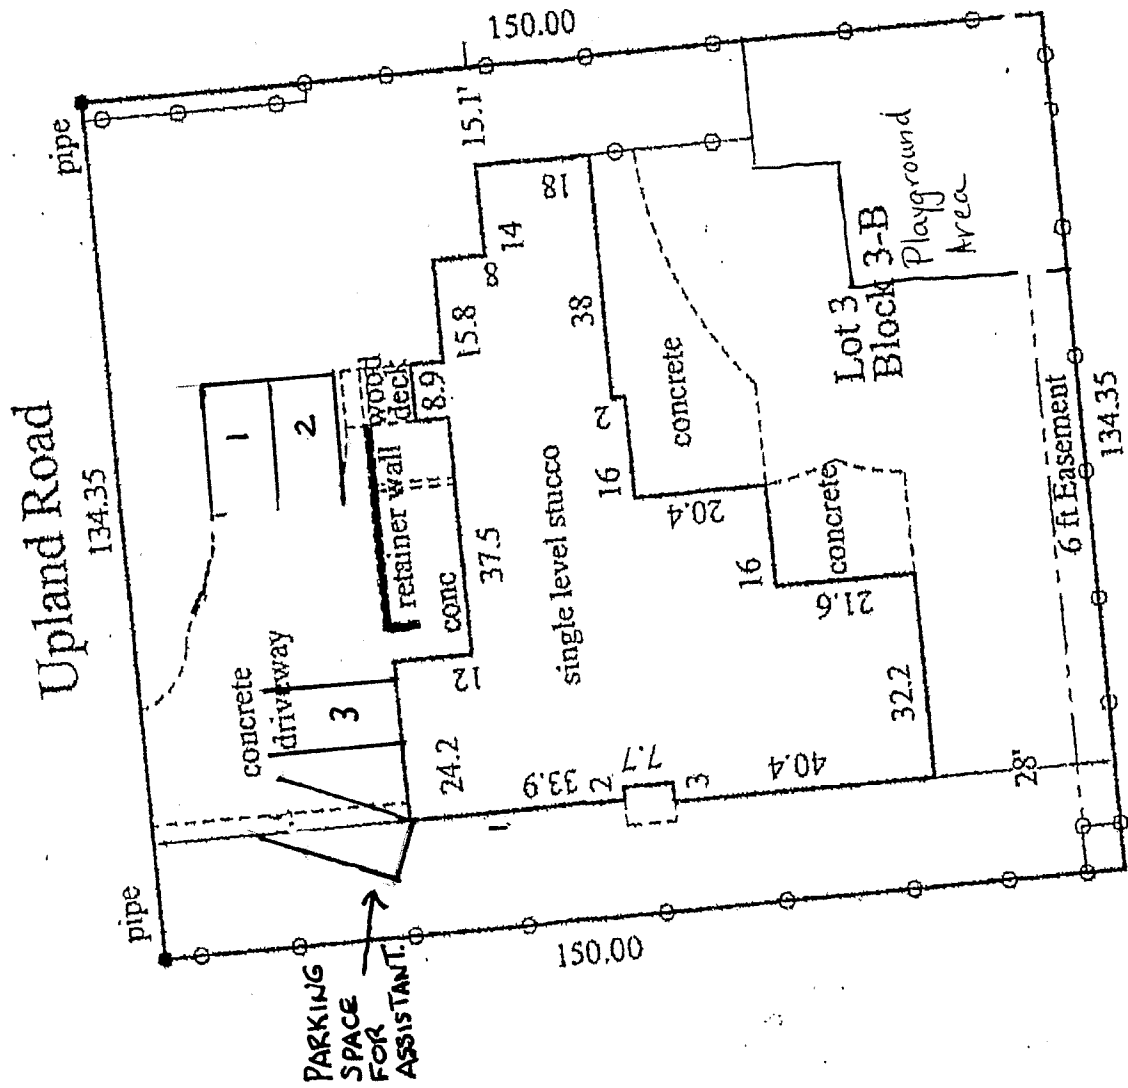 Upland Road
134.35
pipe
pipe
150.00
15.1'
18
14
8
15.8
wood
deck
8.9
retainer wall
conc
37.5
12
1
2
3
concrete
driveway
24.2
single level stucco
38
2
16
20.4
concrete
concrete
16
21.6
32.2
33.9
2
7.7
3
40.4
28'
Lot 3
Block 3-B
Playground
Area
6 ft Easement
134.35
150.00
PARKING
SPACE
FOR
ASSISTANT.